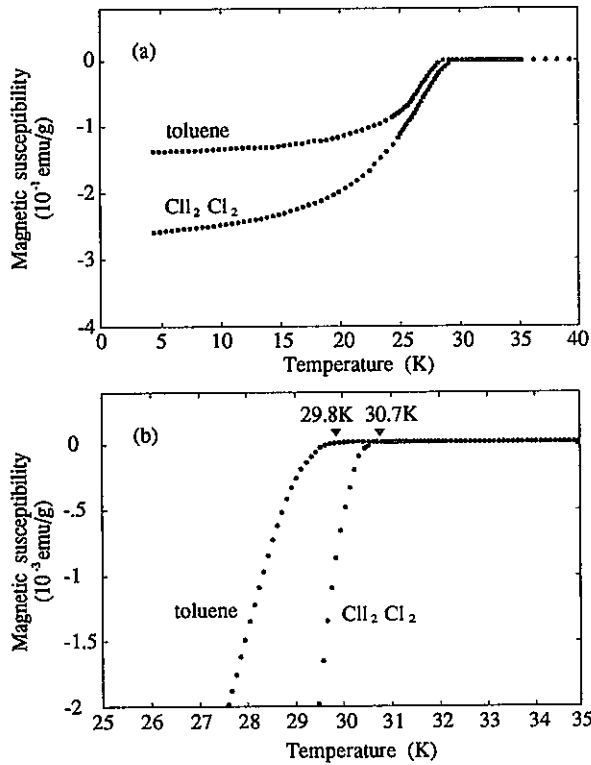 (a)
0
-1
-2
-3
-4
Magnetic susceptibility
(10⁻¹ emu/g)
toluene
Cll₂ Cl₂
0 5 10 15 20 25 30 35 40
Temperature (K)
(b)
29.8K 30.7K
0
-.5
-1
-1.5
-2
Magnetic susceptibility
(10⁻³ emu/g)
toluene
Cll₂ Cl₂
25 26 27 28 29 30 31 32 33 34 35
Temperature (K)